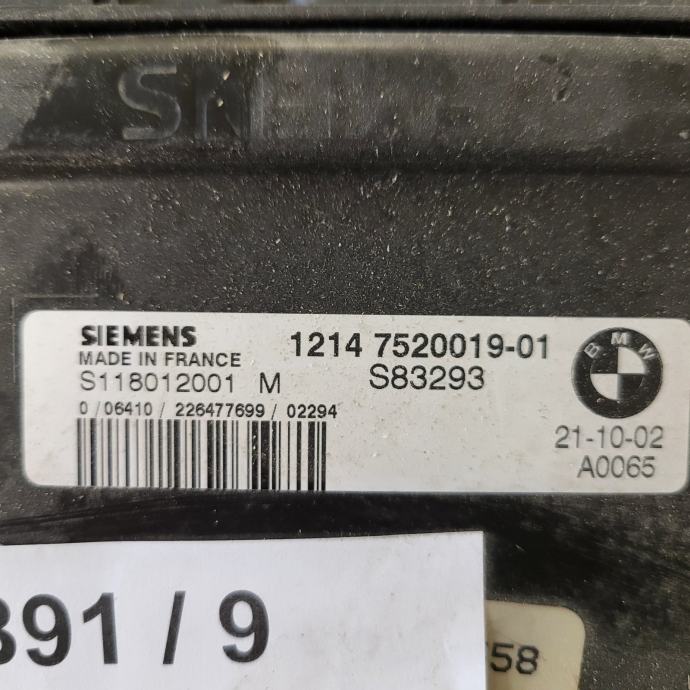 SIEMENS
MADE IN FRANCE
S118012001 M
1214 7520019-01
S83293
BMW
21-10-02
A0065
0 / 06410 / 226477699 / 02294
391 / 9
58